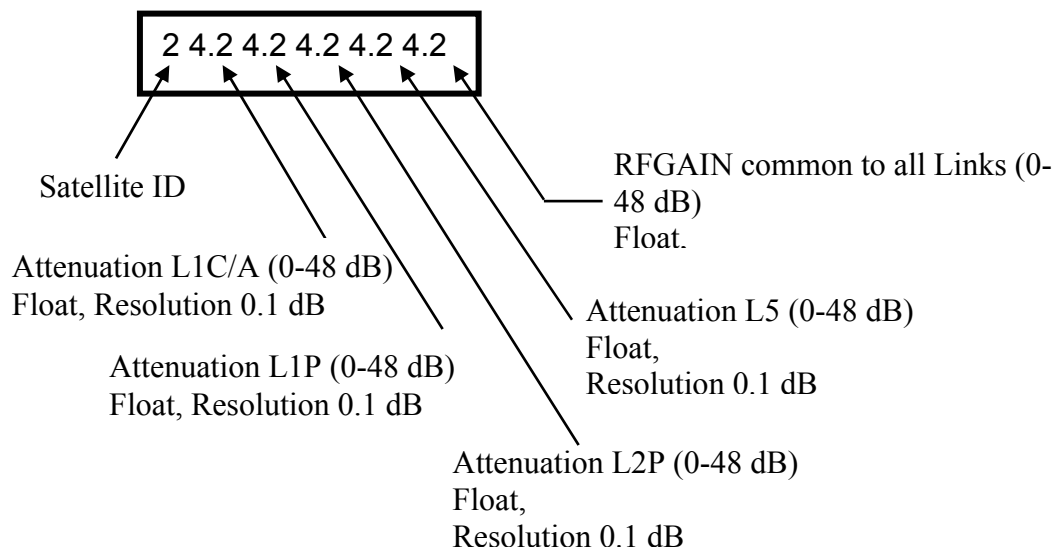 2 4.2 4.2 4.2 4.2 4.2
Satellite ID
RFGAIN common to all Links (0-
48 dB)
Float,
Attenuation L1C/A (0-48 dB)
Float, Resolution 0.1 dB
Attenuation L5 (0-48 dB)
Float,
Resolution 0.1 dB
Attenuation L1P (0-48 dB)
Float, Resolution 0.1 dB
Attenuation L2P (0-48 dB)
Float,
Resolution 0.1 dB